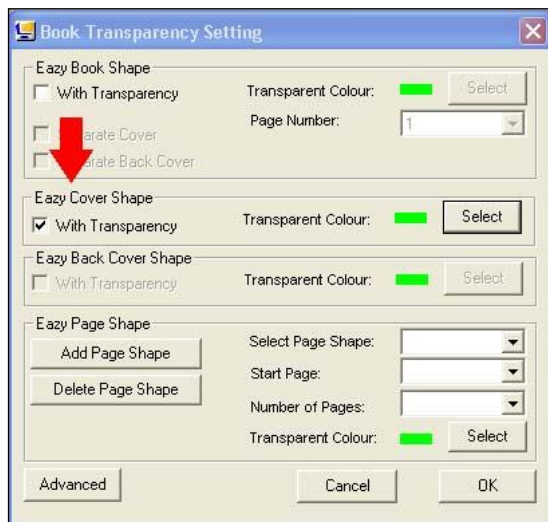 Book Transparency Setting
Eazy Book Shape
With Transparency
Transparent Colour:
Select
Page Number:
1
Cover
Back Cover
Eazy Cover Shape
With Transparency
Transparent Colour:
Select
Eazy Back Cover Shape
With Transparency
Transparent Colour:
Select
Eazy Page Shape
Add Page Shape
Select Page Shape:
Delete Page Shape
Start Page:
Number of Pages:
Transparent Colour:
Select
Advanced
Cancel
OK